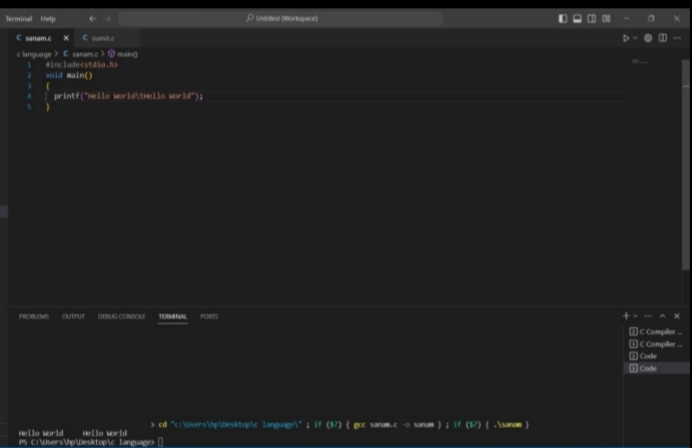 Terminal Help
Untitled (Workspace)
C sanam.c
C sumit.c
c language > C sanam.c > main()
1 #include<stdio.h>
2 void main()
3 {
4 printf("Hello World\tHello World");
5 }
PROBLEMS OUTPUT DEBUG CONSOLE TERMINAL PORTS
C Compiler ...
C Compiler ...
Code
Code
> cd "c:\Users\hp\Desktop\c language\" ; if ($?) { gcc sanam.c -o sanam } ; if ($?) { .\sanam }
Hello World Hello World
PS C:\Users\hp\Desktop\c language>